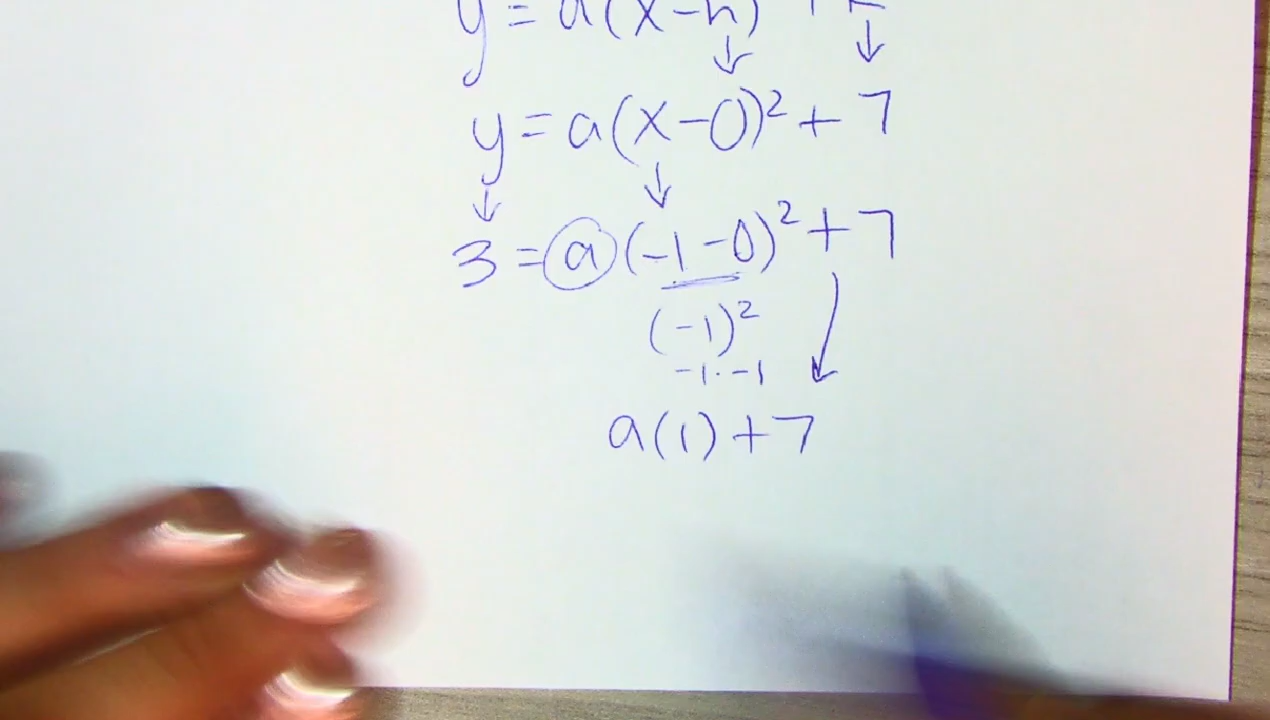 y = a(x-h) + k
y = a(x-0)² + 7
3 = a(-1-0)² + 7
(-1)²
-1·-1
a(1)+7